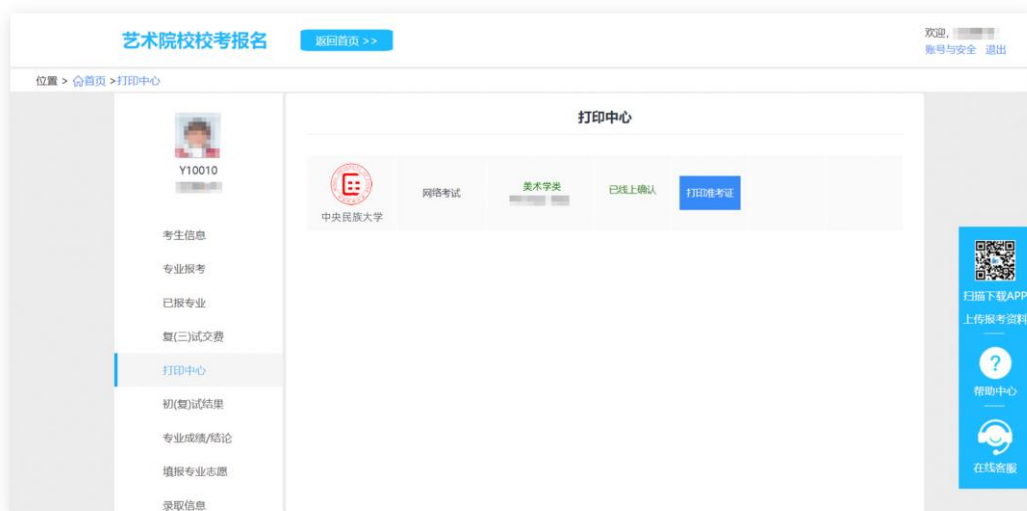 艺术院校校考报名
返回首页 >>
欢迎,
账号与安全 退出
位置 > 首页 >打印中心
Y10010
考生信息
专业报考
已报专业
复(三)试交费
打印中心
初(复)试结果
专业成绩/结论
填报专业志愿
录取信息
打印中心
中央民族大学
网络考试
美术学类
已线上确认
打印准考证
扫描下载APP
上传报考资料
?
帮助中心
在线客服